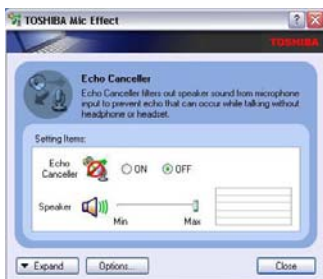 TOSHIBA Mic Effect
TOSHIBA
Echo Canceller
Echo Canceller filters out speaker sound from microphone
input to prevent echo that can occur while talking without
headphone or headset.
Setting Items:
Echo
Canceller
ON
OFF
Speaker
Min
Max
Expand
Options...
Close